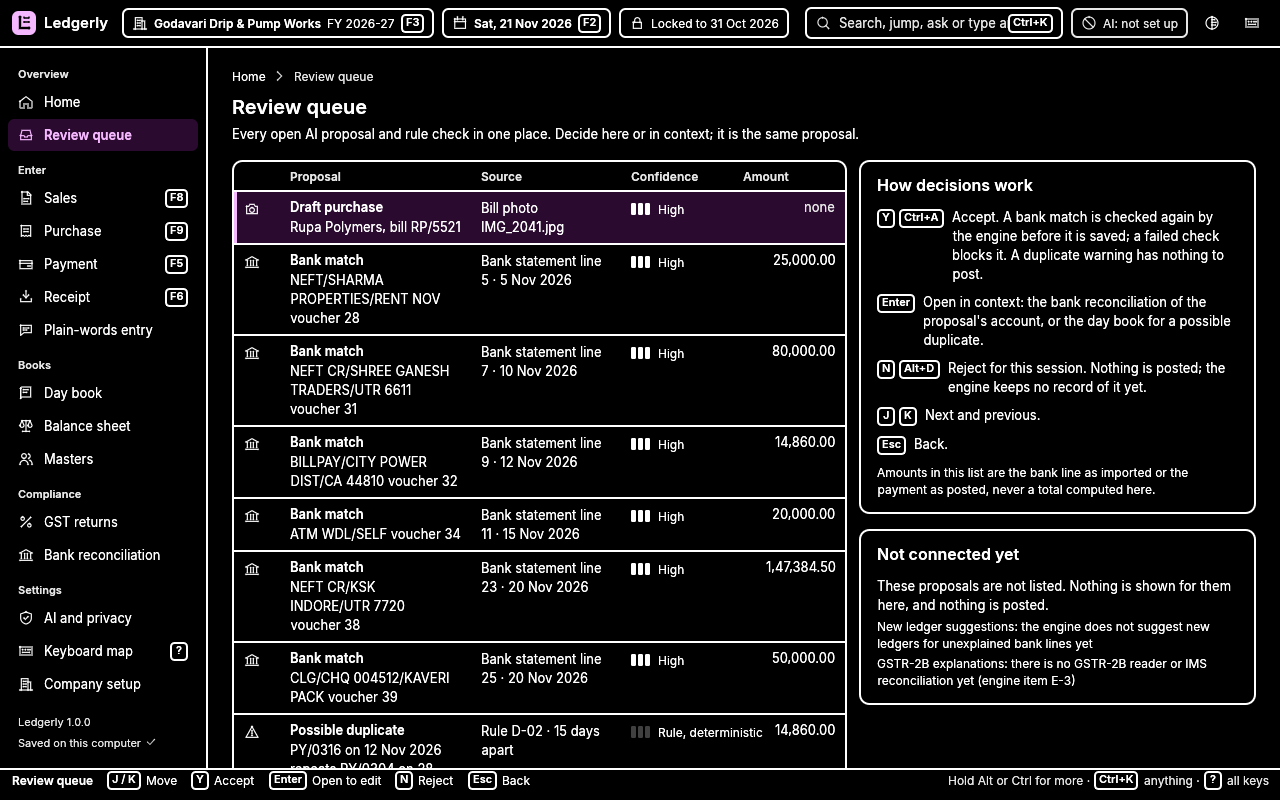 Ledgerly
Godavari Drip & Pump Works FY 2026-27 F3
Sat, 21 Nov 2026 F2
Locked to 31 Oct 2026
Search, jump, ask or type a Ctrl+K
AI: not set up
Overview
Home
Review queue
Enter
Sales F8
Purchase F9
Payment F5
Receipt F6
Plain-words entry
Books
Day book
Balance sheet
Masters
Compliance
GST returns
Bank reconciliation
Settings
AI and privacy
Keyboard map ?
Company setup
Ledgerly 1.0.0
Saved on this computer
Home Review queue
Review queue
Every open AI proposal and rule check in one place. Decide here or in context; it is the same proposal.
Proposal Source Confidence Amount
Draft purchase Bill photo High none
Rupa Polymers, bill RP/5521 IMG_2041.jpg
Bank match Bank statement line High 25,000.00
NEFT/SHARMA 5 · 5 Nov 2026
PROPERTIES/RENT NOV
voucher 28
Bank match Bank statement line High 80,000.00
NEFT CR/SHREE GANESH 7 · 10 Nov 2026
TRADERS/UTR 6611
voucher 31
Bank match Bank statement line High 14,860.00
BILLPAY/CITY POWER 9 · 12 Nov 2026
DIST/CA 44810 voucher 32
Bank match Bank statement line High 20,000.00
ATM WDL/SELF voucher 34 11 · 15 Nov 2026
Bank match Bank statement line High 1,47,384.50
NEFT CR/KSK 23 · 20 Nov 2026
INDORE/UTR 7720
voucher 38
Bank match Bank statement line High 50,000.00
CLG/CHQ 004512/KAVERI 25 · 20 Nov 2026
PACK voucher 39
Possible duplicate Rule D-02 · 15 days Rule, deterministic 14,860.00
PY/0316 on 12 Nov 2026 apart
How decisions work
Y Ctrl+A Accept. A bank match is checked again by
the engine before it is saved; a failed check
blocks it. A duplicate warning has nothing to
post.
Enter Open in context: the bank reconciliation of the
proposal's account, or the day book for a possible
duplicate.
N Alt+D Reject for this session. Nothing is posted; the
engine keeps no record of it yet.
J K Next and previous.
Esc Back.
Amounts in this list are the bank line as imported or the
payment as posted, never a total computed here.
Not connected yet
These proposals are not listed. Nothing is shown for them
here, and nothing is posted.
New ledger suggestions: the engine does not suggest new
ledgers for unexplained bank lines yet
GSTR-2B explanations: there is no GSTR-2B reader or IMS
reconciliation yet (engine item E-3)
Review queue J / K Move Y Accept Enter Open to edit N Reject Esc Back
Hold Alt or Ctrl for more · Ctrl+K anything · ? all keys